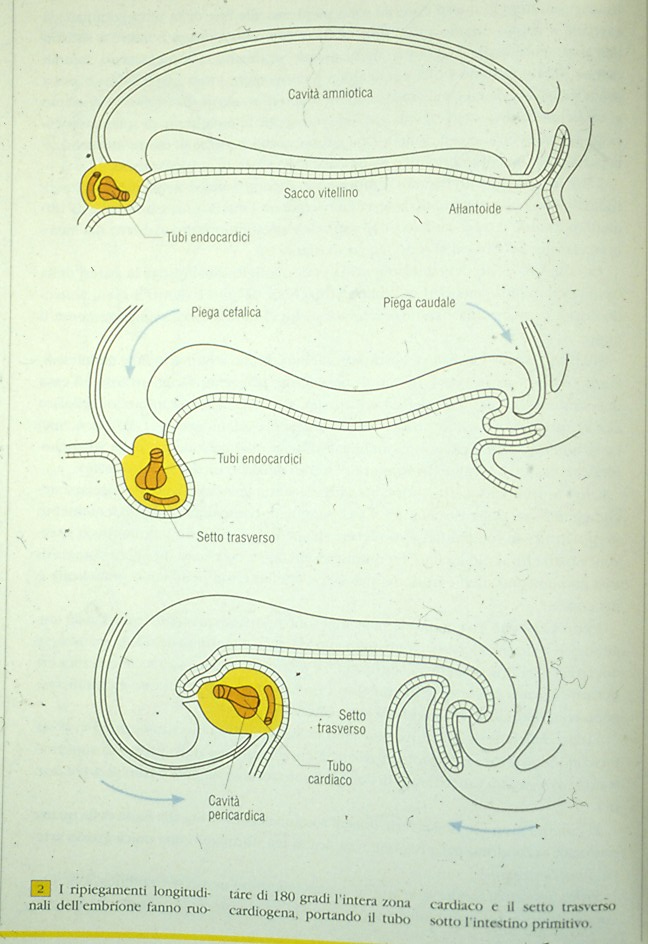 Cavità amniotica
Sacco vitellino
Allantoide
Tubi endocardici
Piega cefalica
Piega caudale
Tubi endocardici
Setto trasverso
Setto
trasverso
Tubo
cardiaco
Cavità
pericardica
2 I ripiegamenti longitudi-
nali dell'embrione fanno ruo-
tare di 180 gradi l'intera zona
cardiogena, portando il tubo
cardiaco e il setto trasverso
sotto l'intestino primitivo.